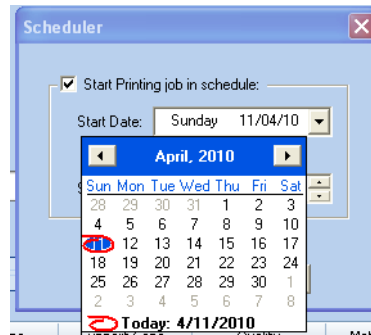 Scheduler
Start Printing job in schedule:
Start Date: Sunday 11/04/10
April, 2010
Sun Mon Tue Wed Thu Fri Sat
28 29 30 31 1 2 3
4 5 6 7 8 9 10
11 12 13 14 15 16 17
18 19 20 21 22 23 24
25 26 27 28 29 30 1
2 3 4 5 6 7 8
Today: 4/11/2010